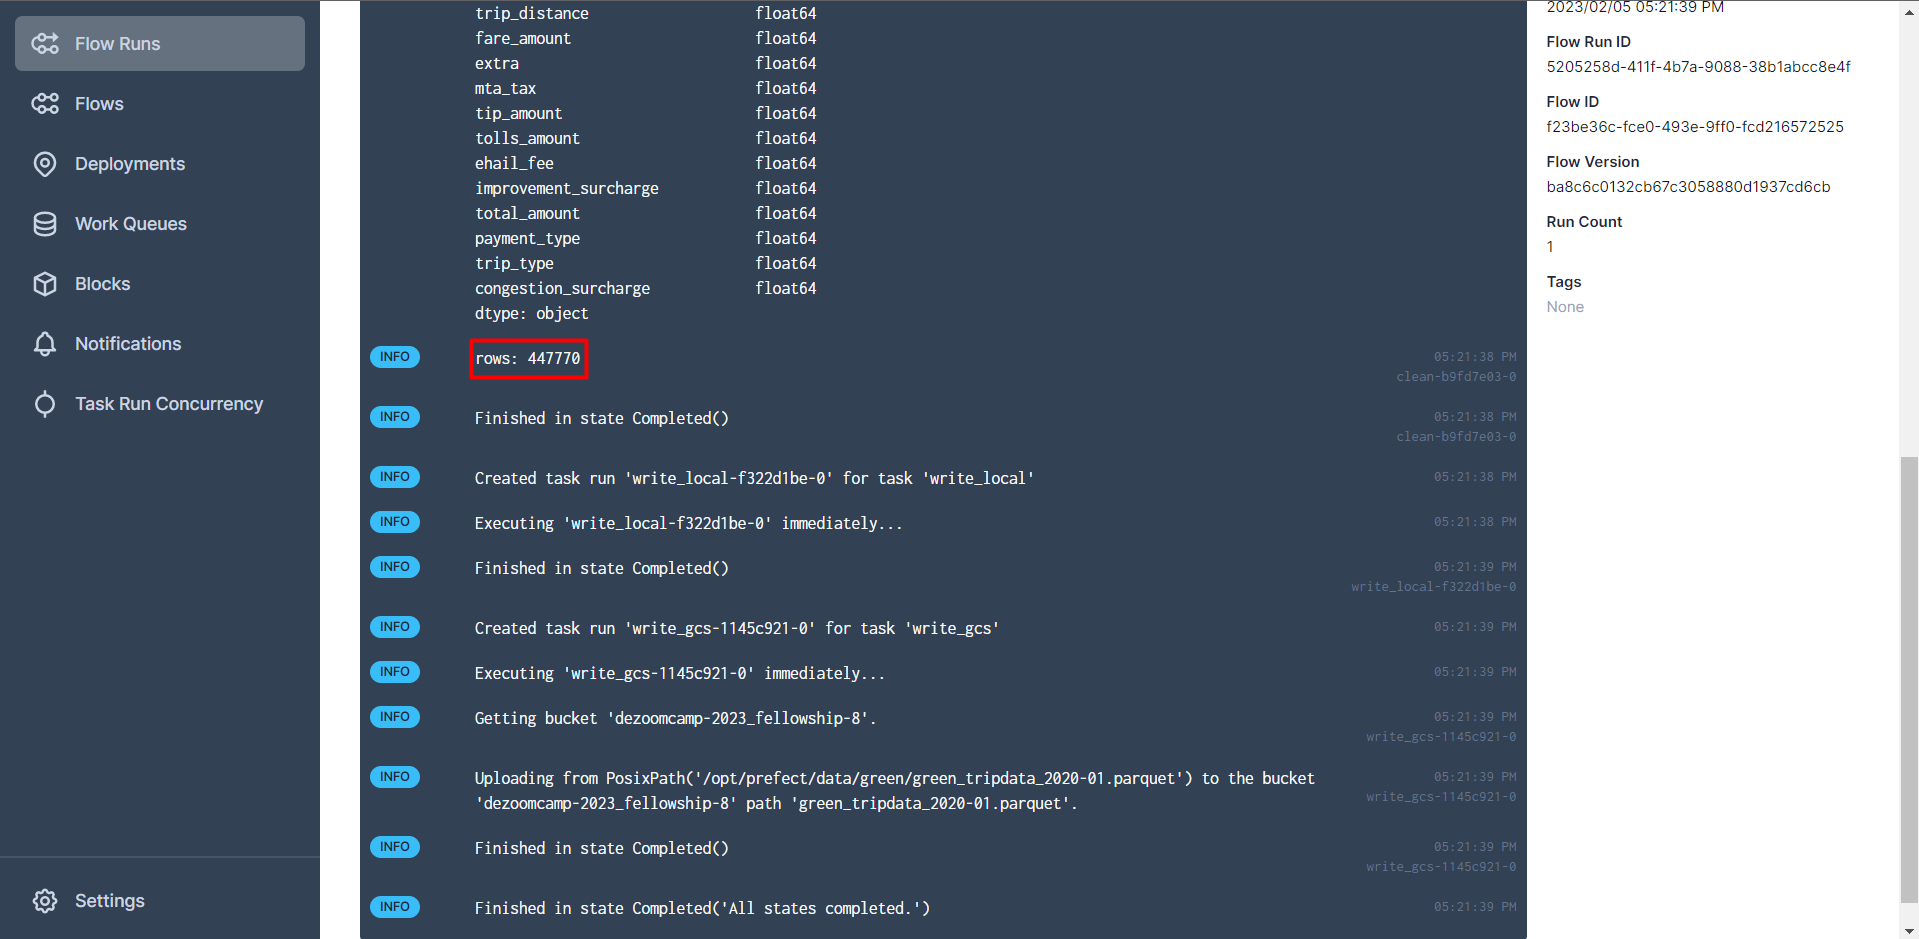 Flow Runs
Flows
Deployments
Work Queues
Blocks
Notifications
Task Run Concurrency
Settings
trip_distance float64
fare_amount float64
extra float64
mta_tax float64
tip_amount float64
tolls_amount float64
ehail_fee float64
improvement_surcharge float64
total_amount float64
payment_type float64
trip_type float64
congestion_surcharge float64
dtype: object
INFO rows: 447770 05:21:38 PM
clean-b9fd7e03-0
INFO Finished in state Completed() 05:21:38 PM
clean-b9fd7e03-0
INFO Created task run 'write_local-f322d1be-0' for task 'write_local' 05:21:38 PM
INFO Executing 'write_local-f322d1be-0' immediately... 05:21:38 PM
INFO Finished in state Completed() 05:21:39 PM
write_local-f322d1be-0
INFO Created task run 'write_gcs-1145c921-0' for task 'write_gcs' 05:21:39 PM
INFO Executing 'write_gcs-1145c921-0' immediately... 05:21:39 PM
INFO Getting bucket 'dezoomcamp-2023_fellowship-8'. 05:21:39 PM
write_gcs-1145c921-0
INFO Uploading from PosixPath('/opt/prefect/data/green/green_tripdata_2020-01.parquet') to the bucket 05:21:39 PM
'dezoomcamp-2023_fellowship-8' path 'green_tripdata_2020-01.parquet'. write_gcs-1145c921-0
INFO Finished in state Completed() 05:21:39 PM
write_gcs-1145c921-0
INFO Finished in state Completed('All states completed.') 05:21:39 PM
2023/02/05 05:21:39 PM
Flow Run ID
5205258d-411f-4b7a-9088-38b1abcc8e4f
Flow ID
f23be36c-fce0-493e-9ff0-fcd216572525
Flow Version
ba8c6c0132cb67c3058880d1937cd6cb
Run Count
1
Tags
None